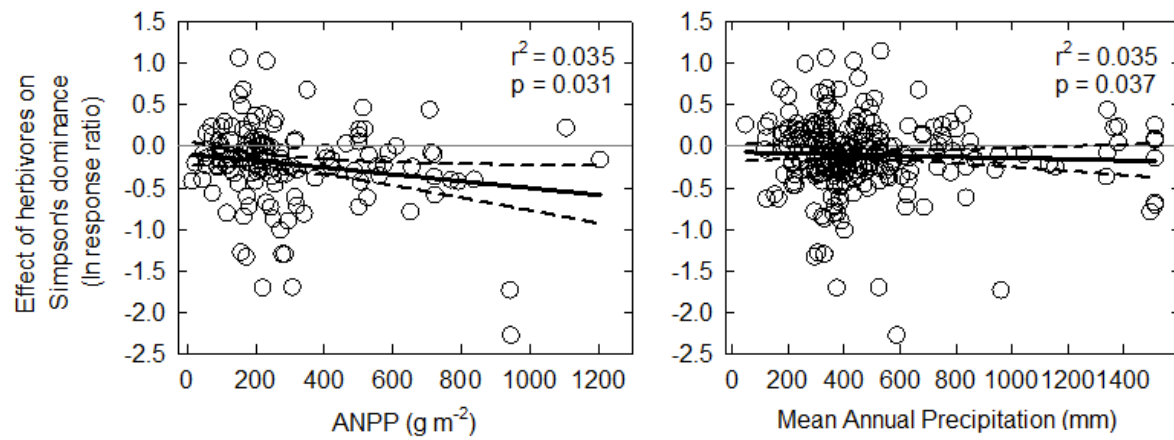 Effect of herbivores on
Simpson's dominance
(ln response ratio)
1.5
1.0
0.5
0.0
-0.5
-1.0
-1.5
-2.0
-2.5
r² = 0.035
p = 0.031
0 200 400 600 800 1000 1200
ANPP (g m⁻²)
1.5
1.0
0.5
0.0
-0.5
-1.0
-1.5
-2.0
-2.5
r² = 0.035
p = 0.037
0 200 400 600 800 1000 1200 1400
Mean Annual Precipitation (mm)